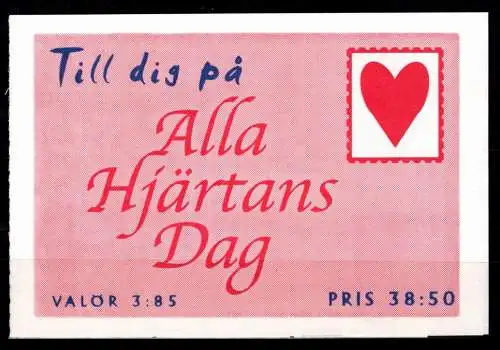 Till dig på
Alla
Hjärtans
Dag
VALÖR 3:85
PRIS 38:50